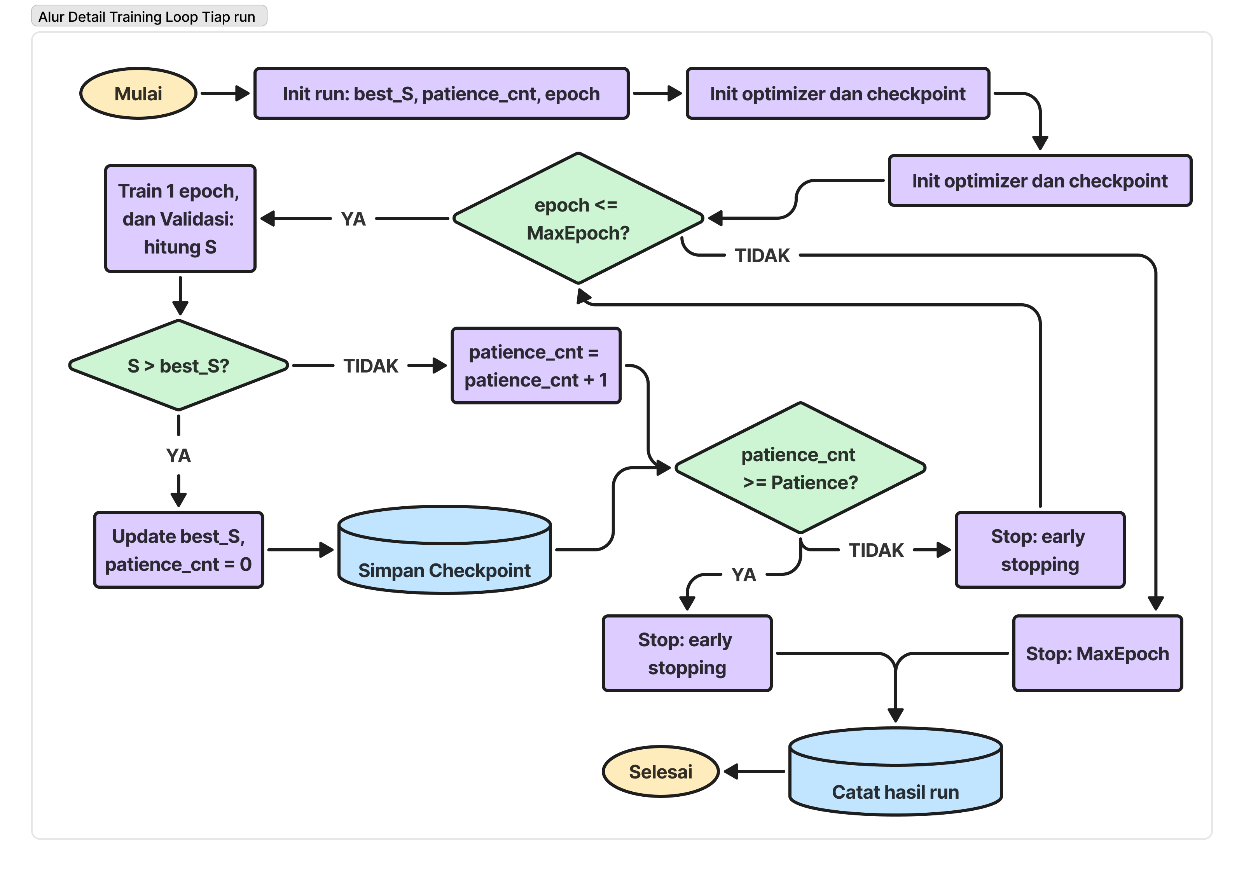 Alur Detail Training Loop Tiap run
Mulai
Init run: best_S, patience_cnt, epoch
Init optimizer dan checkpoint
Init optimizer dan checkpoint
epoch <=
MaxEpoch?
YA
TIDAK
Train 1 epoch,
dan Validasi:
hitung S
S > best_S?
TIDAK
patience_cnt =
patience_cnt + 1
YA
Update best_S,
patience_cnt = 0
Simpan Checkpoint
patience_cnt
>= Patience?
TIDAK
Stop: early
stopping
YA
Stop: early
stopping
Stop: MaxEpoch
Catat hasil run
Selesai